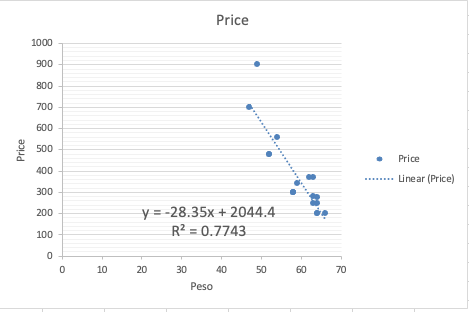 Price
1000
900
800
700
600
500
400
300
200
100
0
Price
y = -28.35x + 2044.4
R² = 0.7743
0 10 20 30 40 50 60 70
Peso
Price
Linear (Price)